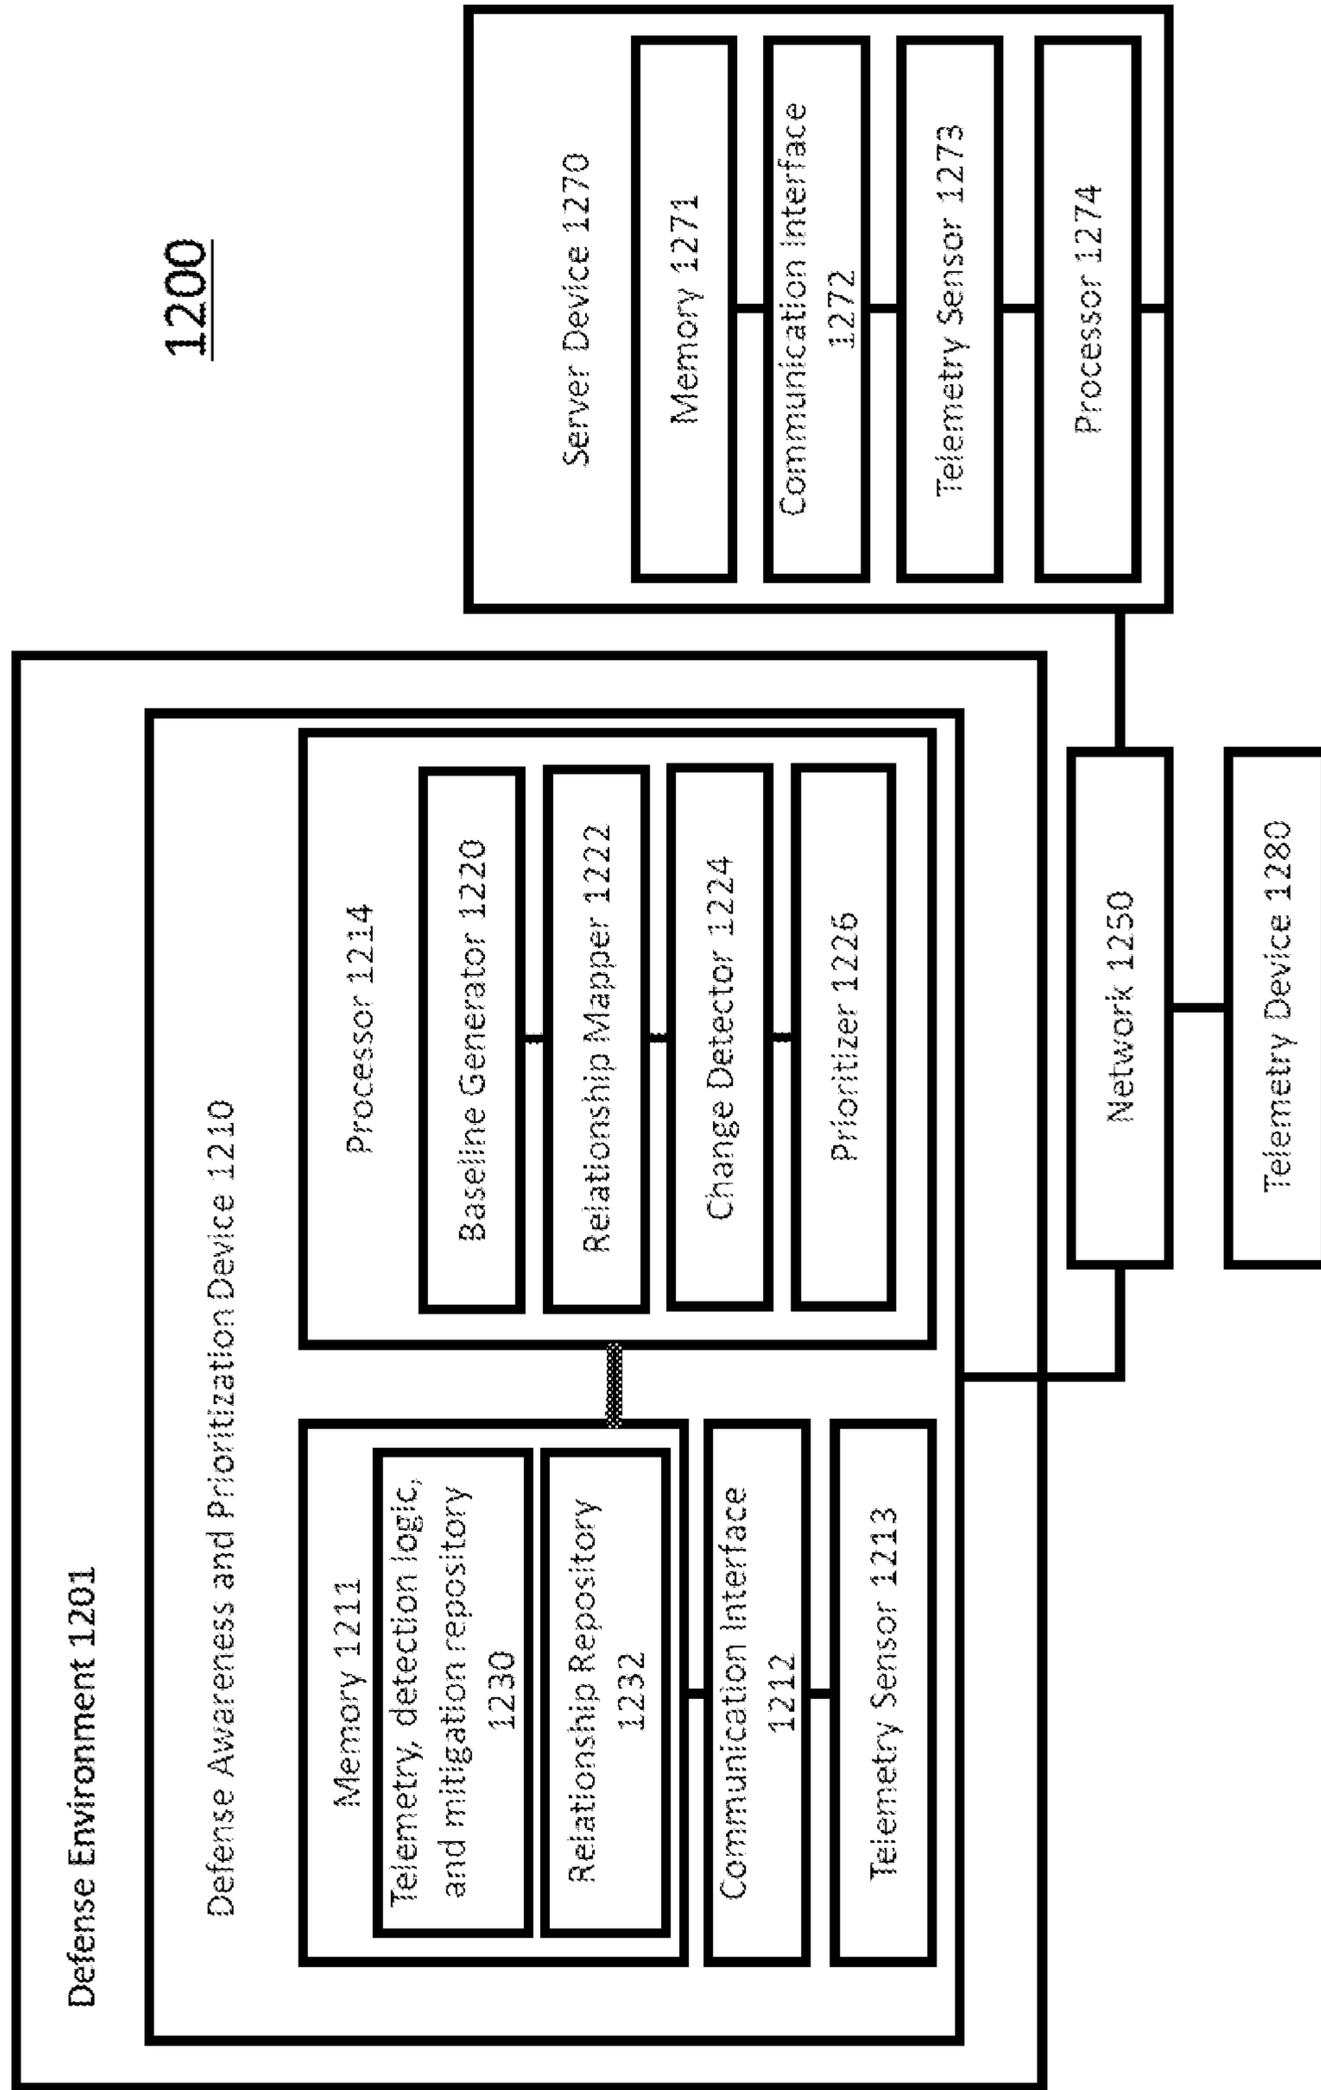 1200
Defense Environment 1201
Defense Awareness and Prioritization Device 1210
Memory 1211
Telemetry, detection logic,
and mitigation repository
1230
Relationship Repository
1232
Communication Interface
1212
Telemetry Sensor 1213
Processor 1214
Baseline Generator 1220
Relationship Mapper 1222
Change Detector 1224
Prioritizer 1226
Server Device 1270
Memory 1271
Communication Interface
1272
Telemetry Sensor 1273
Processor 1274
Network 1250
Telemetry Device 1280